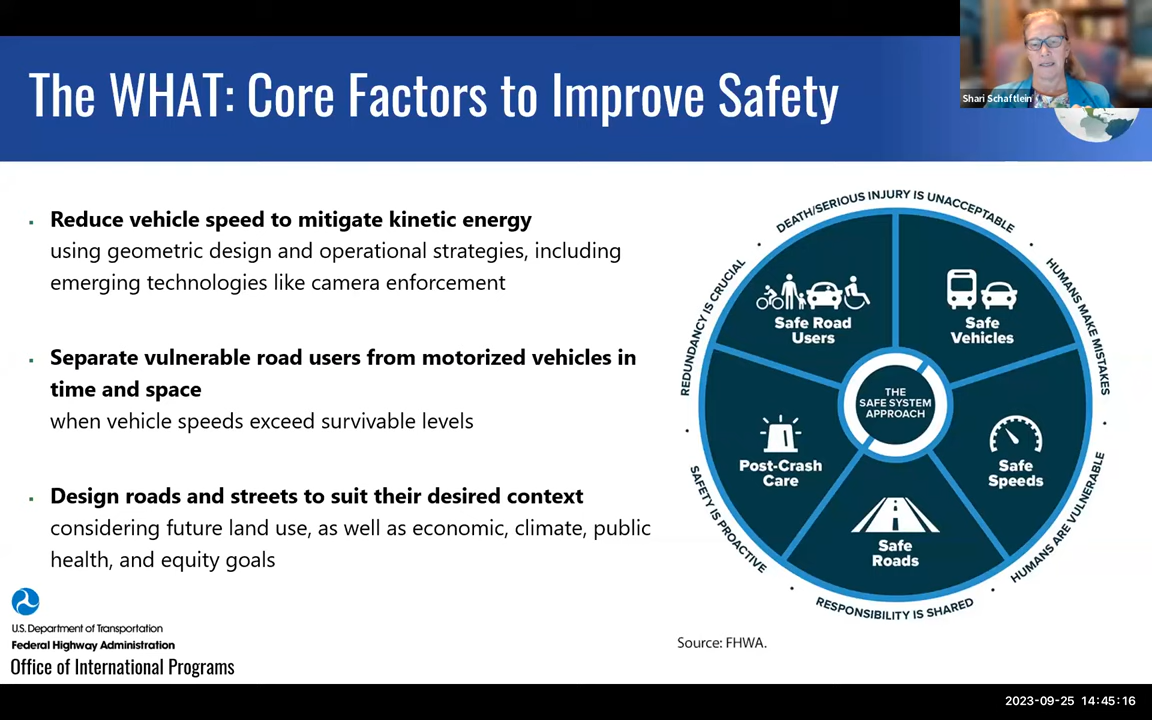 The WHAT: Core Factors to Improve Safety
Shari Schaftlein
Reduce vehicle speed to mitigate kinetic energy
using geometric design and operational strategies, including
emerging technologies like camera enforcement
Separate vulnerable road users from motorized vehicles in
time and space
when vehicle speeds exceed survivable levels
Design roads and streets to suit their desired context
considering future land use, as well as economic, climate, public
health, and equity goals
DEATH/SERIOUS INJURY IS UNACCEPTABLE
HUMANS MAKE MISTAKES
HUMANS ARE VULNERABLE
RESPONSIBILITY IS SHARED
SAFETY IS PROACTIVE
REDUNDANCY IS CRUCIAL
Safe Road
Users
Safe
Vehicles
Safe
Speeds
Safe
Roads
Post-Crash
Care
THE
SAFE SYSTEM
APPROACH
Source: FHWA.
U.S. Department of Transportation
Federal Highway Administration
Office of International Programs
2023-09-25 14:45:16